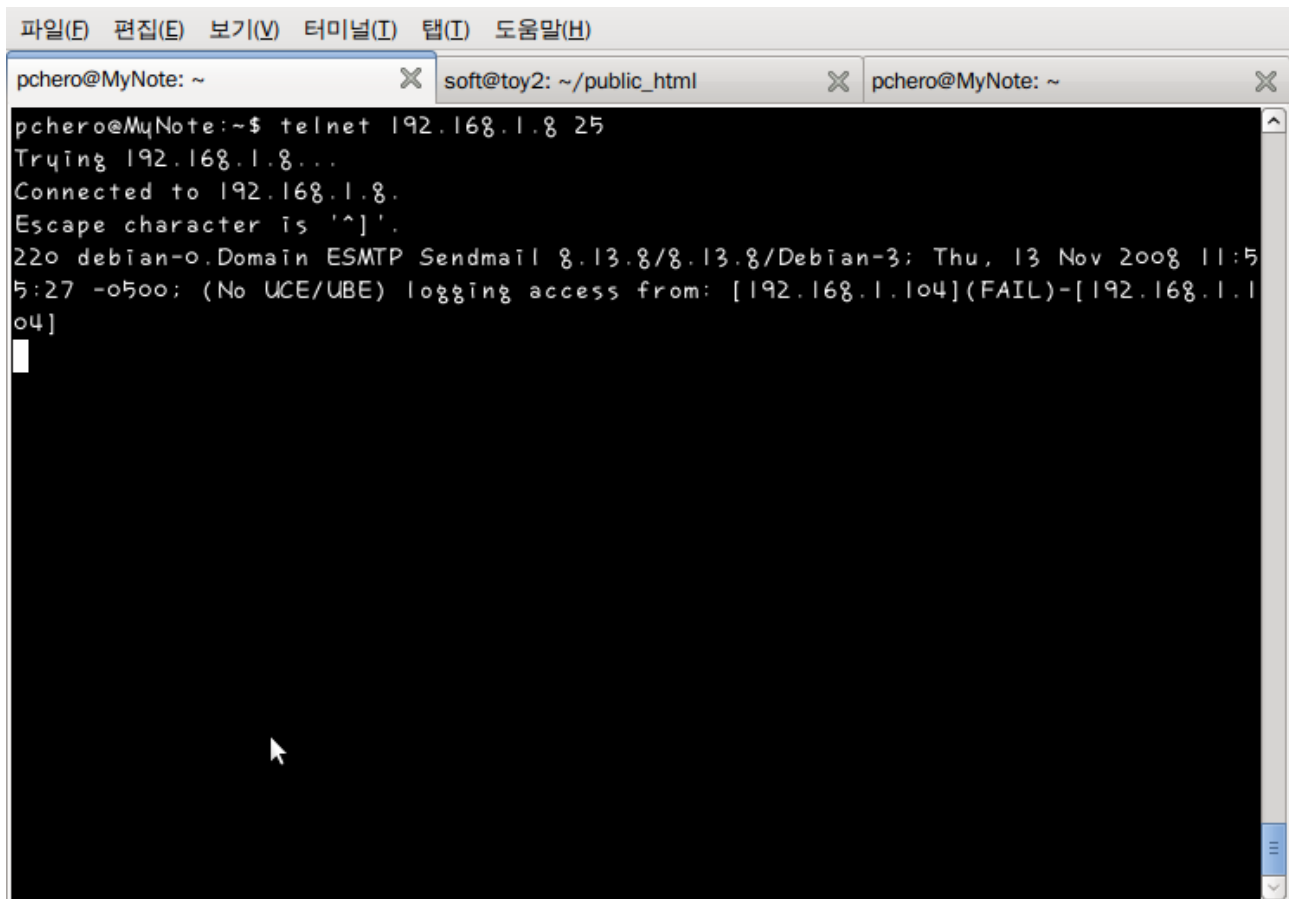 파일(F) 편집(E) 보기(V) 터미널(T) 탭(T) 도움말(H)
pchero@MyNote: ~ soft@toy2: ~/public_html pchero@MyNote: ~
pchero@MyNote:~$ telnet 192.168.1.8 25
Trying 192.168.1.8...
Connected to 192.168.1.8.
Escape character is '^]'.
220 debian-0.Domain ESMTP Sendmail 8.13.8/8.13.8/Debian-3; Thu, 13 Nov 2008 11:5
5:27 -0500; (No UCE/UBE) logging access from: [192.168.1.104](FAIL)-[192.168.1.1
04]